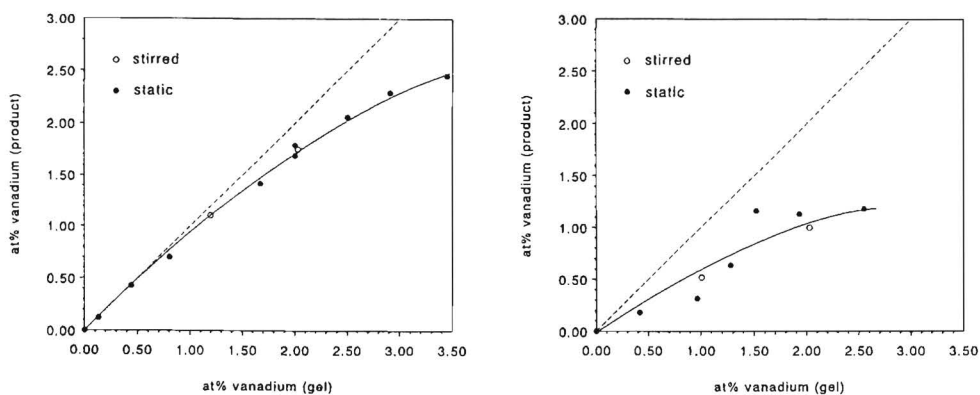 3.00
stirred
2.50
static
2.00
1.50
1.00
0.50
0.00
0.00 0.50 1.00 1.50 2.00 2.50 3.00 3.50
at% vanadium (gel)
at% vanadium (product)
3.00
stirred
2.50
static
2.00
1.50
1.00
0.50
0.00
0.00 0.50 1.00 1.50 2.00 2.50 3.00 3.50
at% vanadium (gel)
at% vanadium (product)